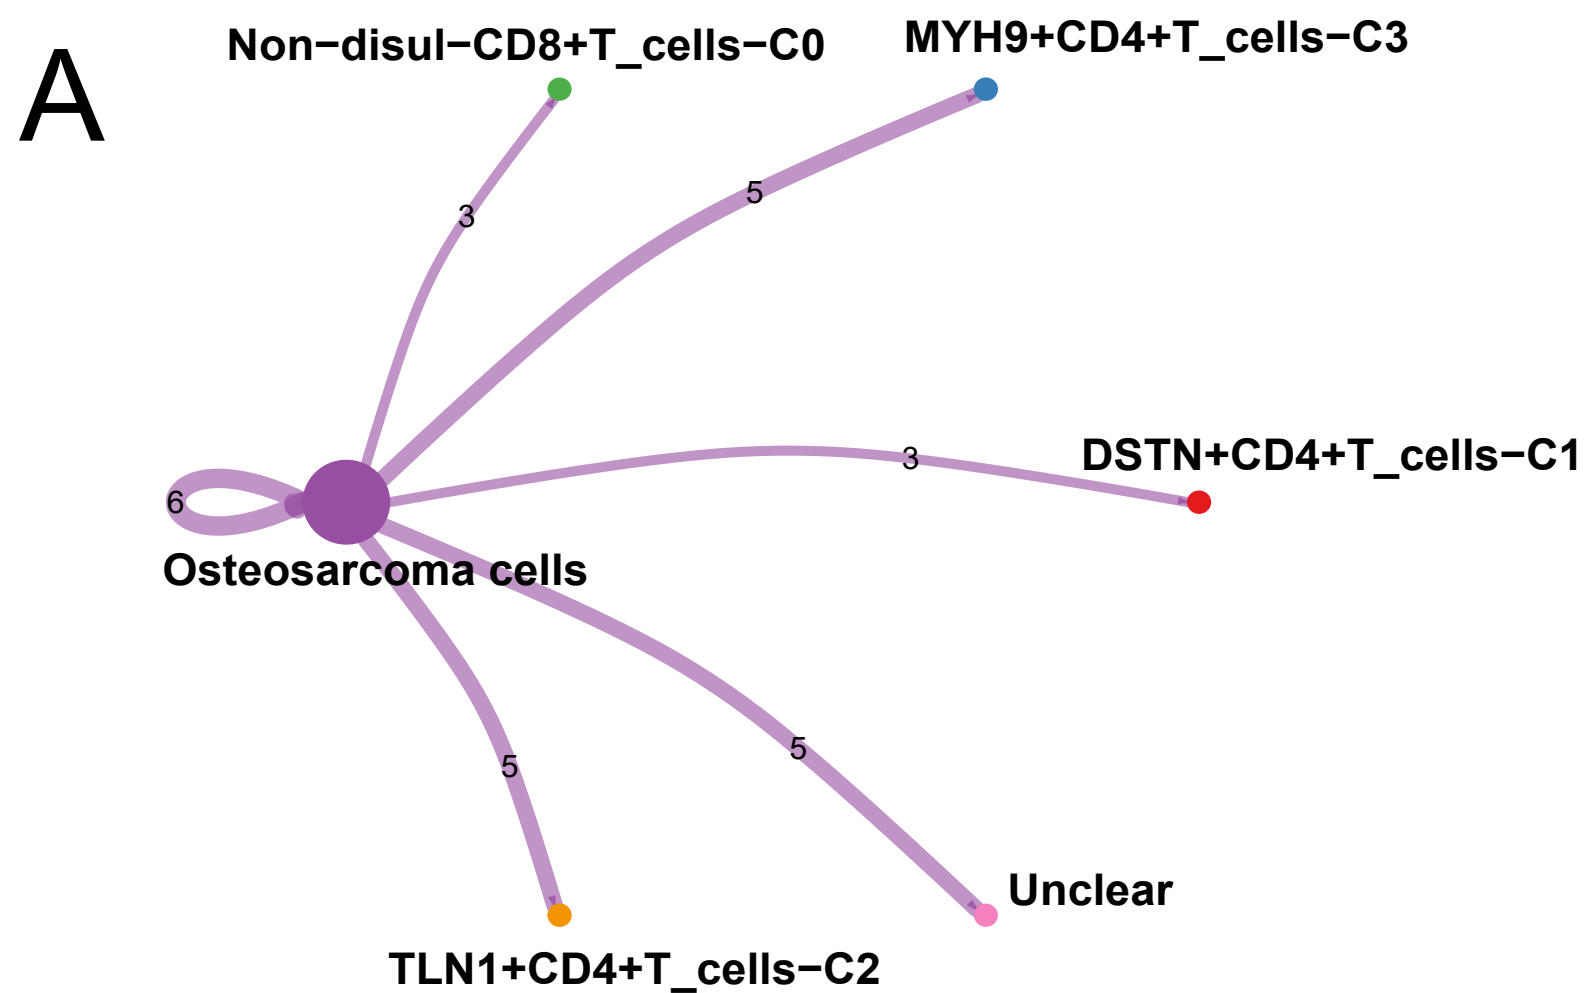 A
Non−disul−CD8+T_cells−C0
MYH9+CD4+T_cells−C3
5
3
3
DSTN+CD4+T_cells−C1
6
Osteosarcoma cells
5
5
Unclear
TLN1+CD4+T_cells−C2